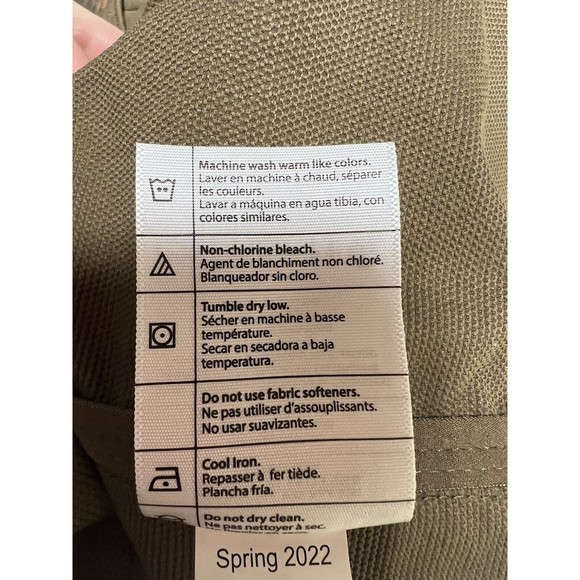 Machine wash warm like colors.
Laver en machine à chaud, séparer
les couleurs.
Lavar a máquina en agua tibia, con
colores similares.
Non-chlorine bleach.
Agent de blanchiment non chloré.
Blanqueador sin cloro.
Tumble dry low.
Sécher en machine à basse
température.
Secar en secadora a baja
temperatura.
Do not use fabric softeners.
Ne pas utiliser d'assouplissants.
No usar suavizantes.
Cool Iron.
Repasser à fer tiède.
Plancha fría.
Do not dry clean.
Ne pas nettoyer à sec.
Spring 2022